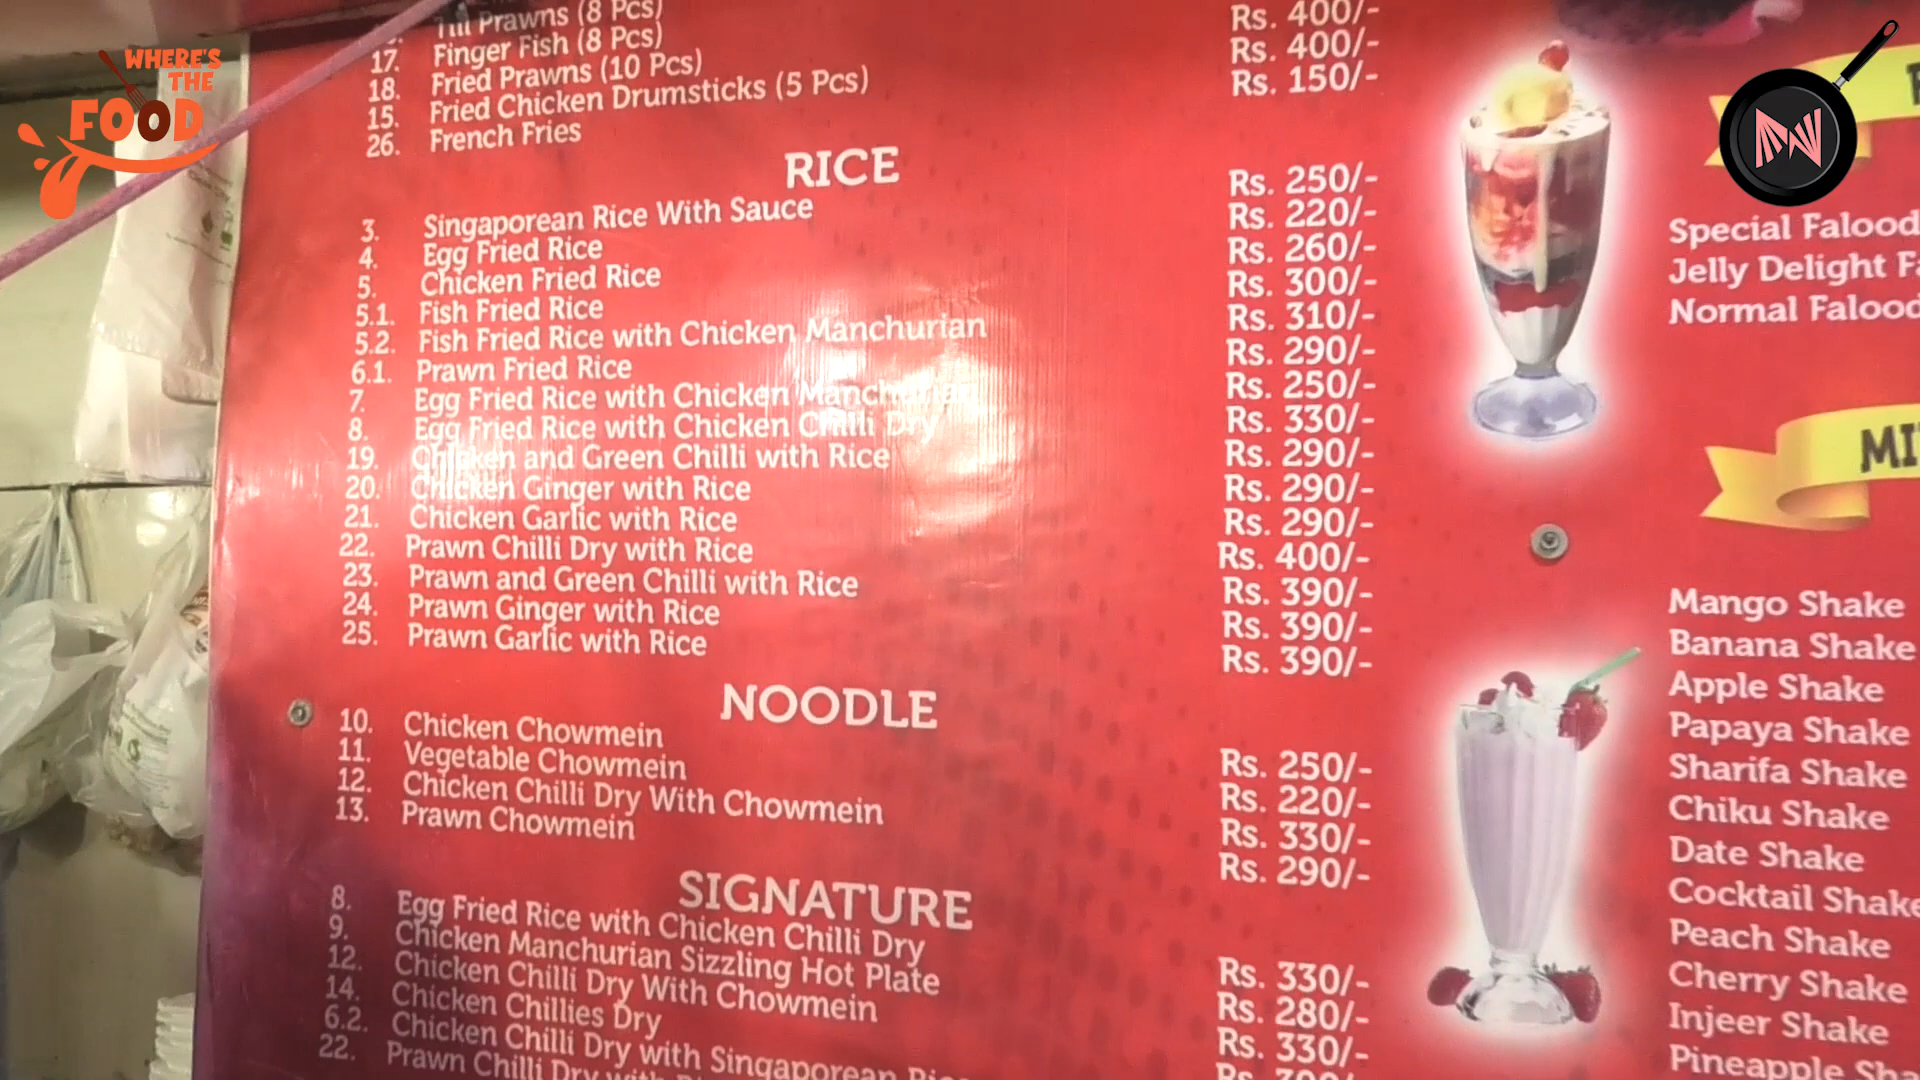 WHERE'S
THE
FOOD
Prawns (8 Pcs)
17. Finger Fish (8 Pcs)
18. Fried Prawns (10 Pcs)
15. Fried Chicken Drumsticks (5 Pcs)
26. French Fries
Rs. 400/-
Rs. 400/-
Rs. 150/-
RICE
3. Singaporean Rice With Sauce Rs. 250/-
4. Egg Fried Rice Rs. 220/-
5. Chicken Fried Rice Rs. 260/-
5.1. Fish Fried Rice Rs. 300/-
5.2. Fish Fried Rice with Chicken Manchurian Rs. 310/-
6.1. Prawn Fried Rice Rs. 290/-
7. Egg Fried Rice with Chicken Manchurian Rs. 250/-
8. Egg Fried Rice with Chicken Chilli Dry Rs. 330/-
19. Chicken and Green Chilli with Rice Rs. 290/-
20. Chicken Ginger with Rice Rs. 290/-
21. Chicken Garlic with Rice Rs. 290/-
22. Prawn Chilli Dry with Rice Rs. 400/-
23. Prawn and Green Chilli with Rice Rs. 390/-
24. Prawn Ginger with Rice Rs. 390/-
25. Prawn Garlic with Rice Rs. 390/-
NOODLE
10. Chicken Chowmein Rs. 250/-
11. Vegetable Chowmein Rs. 220/-
12. Chicken Chilli Dry With Chowmein Rs. 330/-
13. Prawn Chowmein Rs. 290/-
SIGNATURE
8. Egg Fried Rice with Chicken Chilli Dry Rs. 330/-
9. Chicken Manchurian Sizzling Hot Plate Rs. 280/-
12. Chicken Chilli Dry With Chowmein Rs. 330/-
14. Chicken Chillies Dry
6.2. Chicken Chilli Dry with Singaporean
22. Prawn Chilli Dry with
Special Falood
Jelly Delight
Normal Falood
MI
Mango Shake
Banana Shake
Apple Shake
Papaya Shake
Sharifa Shake
Chiku Shake
Date Shake
Cocktail Shake
Peach Shake
Cherry Shake
Injeer Shake
Pineapple Sha